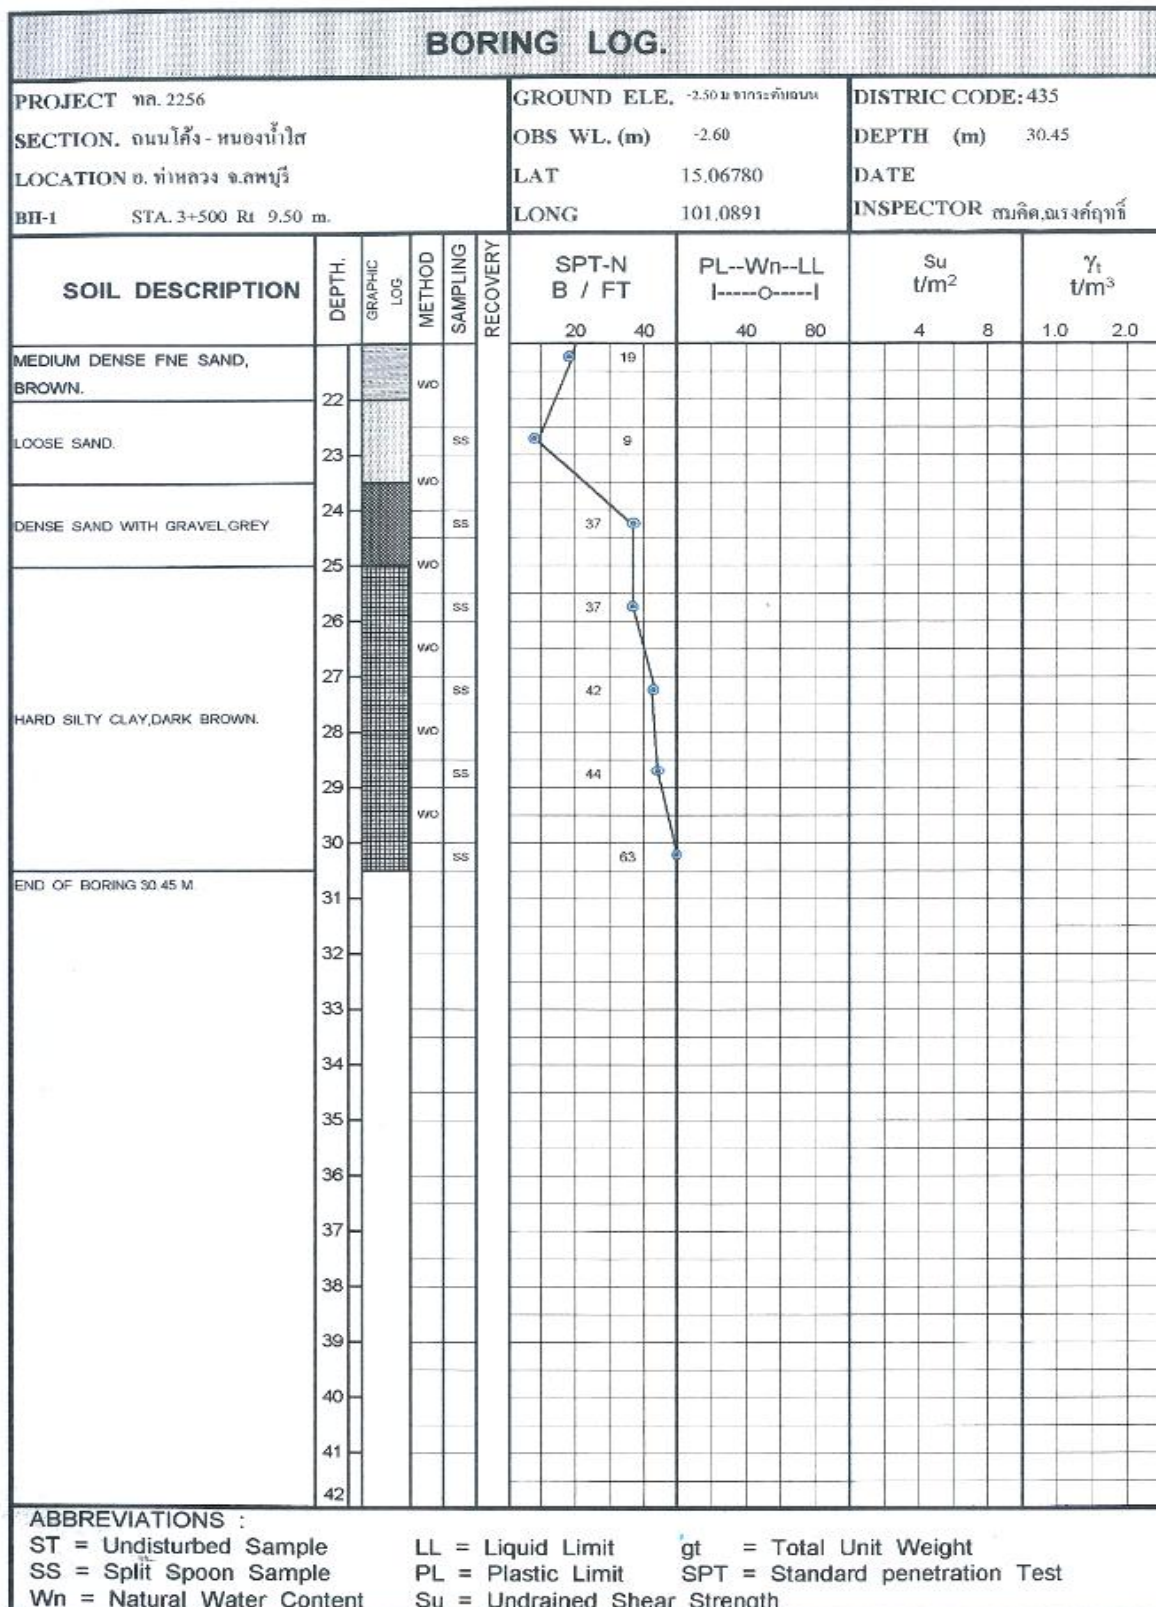 BORING LOG.
PROJECT ทล. 2256
GROUND ELE. -2.50 ม จากระดับถนน
DISTRIC CODE: 435
SECTION. ถนนโค้ง - หนองน้ำใส
OBS WL. (m) -2.60
DEPTH (m) 30.45
LOCATION อ. ท่าหลวง จ.ลพบุรี
LAT 15.06780
DATE
BH-1 STA. 3+500 Rt 9.50 m.
LONG 101.0891
INSPECTOR สมคิด,ณรงค์ฤทธิ์
SOIL DESCRIPTION
DEPTH.
GRAPHIC LOG.
METHOD
SAMPLING
RECOVERY
SPT-N
B / FT
20 40
PL--Wn--LL
I-----O-----I
40 80
Su
t/m2
4 8
γt
t/m3
1.0 2.0
MEDIUM DENSE FNE SAND,
19
BROWN.
WO
22
LOOSE SAND.
SS 9
23
WO
24
DENSE SAND WITH GRAVEL,GREY
SS 37
25 WO
SS 37
26
WO
27
SS 42
HARD SILTY CLAY,DARK BROWN.
28 WO
SS 44
29
WO
30
SS 63
END OF BORING 30.45 M.
31
32
33
34
35
36
37
38
39
40
41
42
ABBREVIATIONS :
ST = Undisturbed Sample LL = Liquid Limit gt = Total Unit Weight
SS = Split Spoon Sample PL = Plastic Limit SPT = Standard penetration Test
Wn = Natural Water Content Su = Undrained Shear Strength